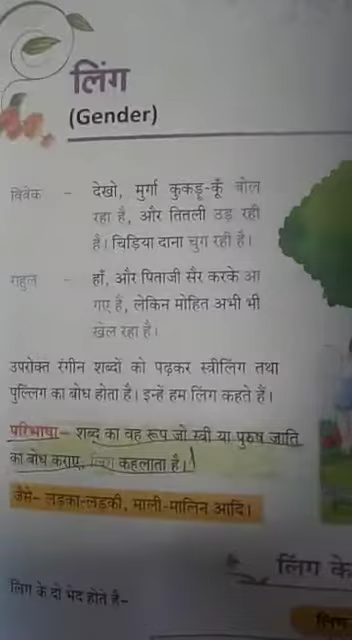 लिंग
(Gender)
विवेक – देखो, मुर्गा कुकड़ू-कूँ बोल
रहा है, और तितली उड़ रही
है। चिड़िया दाना चुग रही है।
राहुल – हाँ, और पिताजी सैर करके आ
गए है, लेकिन मोहित अभी भी
खेल रहा है।
उपरोक्त रंगीन शब्दों को पढ़कर स्त्रीलिंग तथा
पुल्लिंग का बोध होता है। इन्हें हम लिंग कहते हैं।
परिभाषा– शब्द का वह रूप जो स्त्री या पुरुष जाति
का बोध कराए, लिंग कहलाता है।
जैसे– लड़का-लड़की, माली-मालिन आदि।
लिंग के
लिंग के दो भेद होते है–